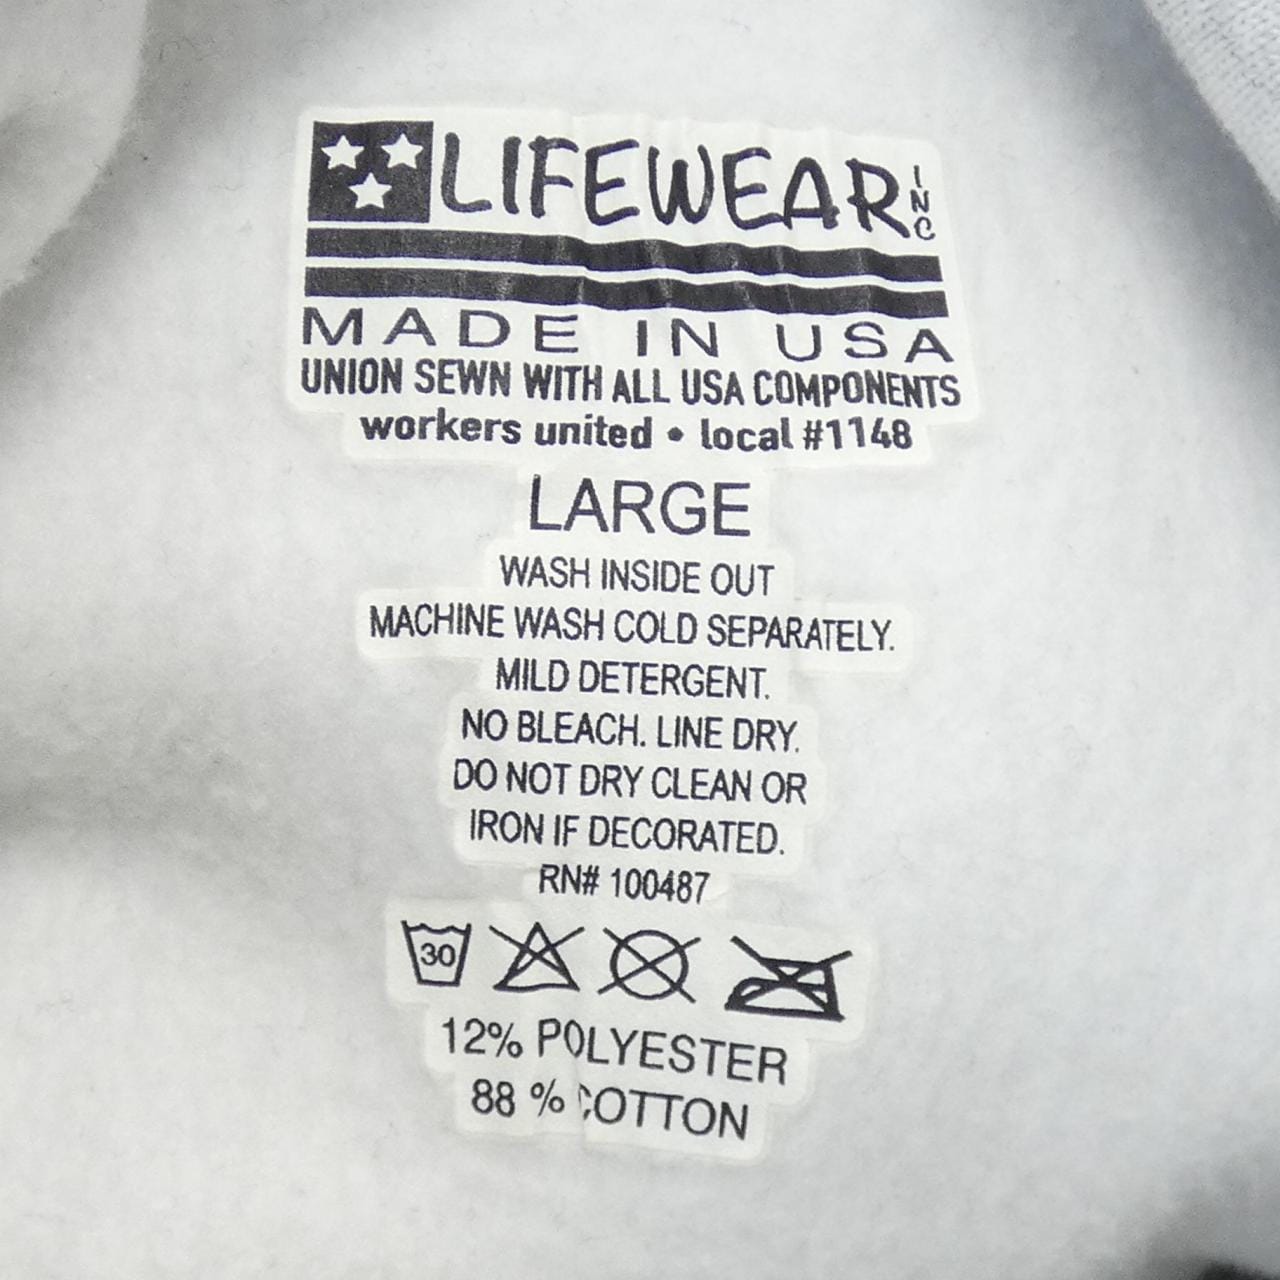 LIFEWEAR INC
MADE IN USA
UNION SEWN WITH ALL USA COMPONENTS
workers united • local #1148
LARGE
WASH INSIDE OUT
MACHINE WASH COLD SEPARATELY.
MILD DETERGENT.
NO BLEACH. LINE DRY.
DO NOT DRY CLEAN OR
IRON IF DECORATED.
RN# 100487
30
12% POLYESTER
88 % COTTON